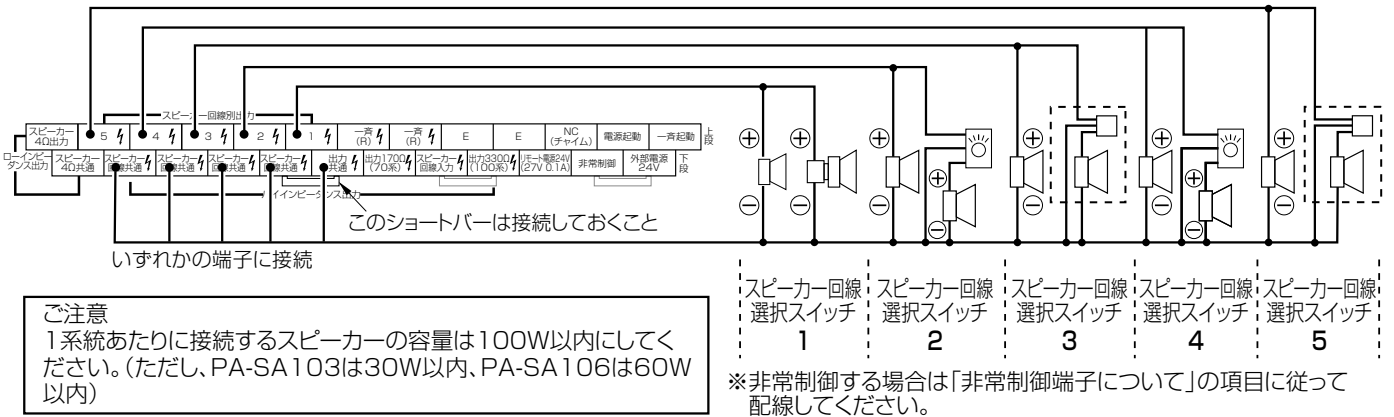 スピーカー回線別出力
スピーカー 4Ω出力 5 4 3 2 1 一斉(R) 一斉(R) E E NC(チャイム) 電源起動 一斉起動 上段
ローインピーダンス出力 スピーカー4Ω共通 スピーカー回線共通 スピーカー回線共通 スピーカー回線共通 スピーカー回線共通 出力共通 出力170Ω(70系) スピーカー回線入力 出力330Ω(100系) リモート電源24V(27V 0.1A) 非常制御 外部電源24V 下段
ハイインピーダンス出力
このショートバーは接続しておくこと
いずれかの端子に接続
ご注意
1系統あたりに接続するスピーカーの容量は100W以内にしてく
ださい。(ただし、PA-SA103は30W以内、PA-SA106は60W
以内)
⊕ ⊕ ⊕ ⊕ ⊕ ⊕ ⊕ ⊕
⊖ ⊖ ⊖ ⊖ ⊖ ⊖ ⊖ ⊖
スピーカー回線 選択スイッチ 1
スピーカー回線 選択スイッチ 2
スピーカー回線 選択スイッチ 3
スピーカー回線 選択スイッチ 4
スピーカー回線 選択スイッチ 5
※非常制御する場合は「非常制御端子について」の項目に従って
配線してください。